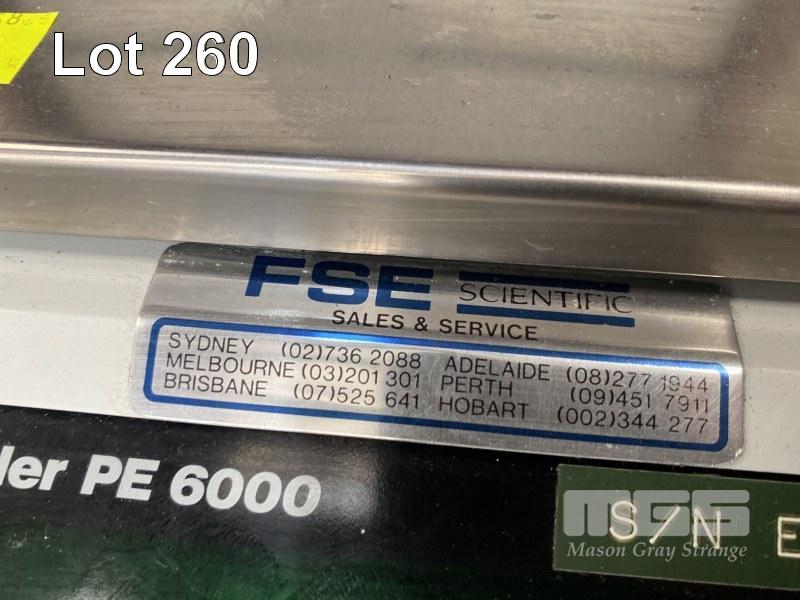 Lot 260
FSE SCIENTIFIC
SALES & SERVICE
SYDNEY (02)736 2088 ADELAIDE (08)277 1944
MELBOURNE (03)201 301 PERTH (09)451 7911
BRISBANE (07)525 641 HOBART (002)344 277
ler PE 6000
S/N E
MGS
Mason Gray Strange